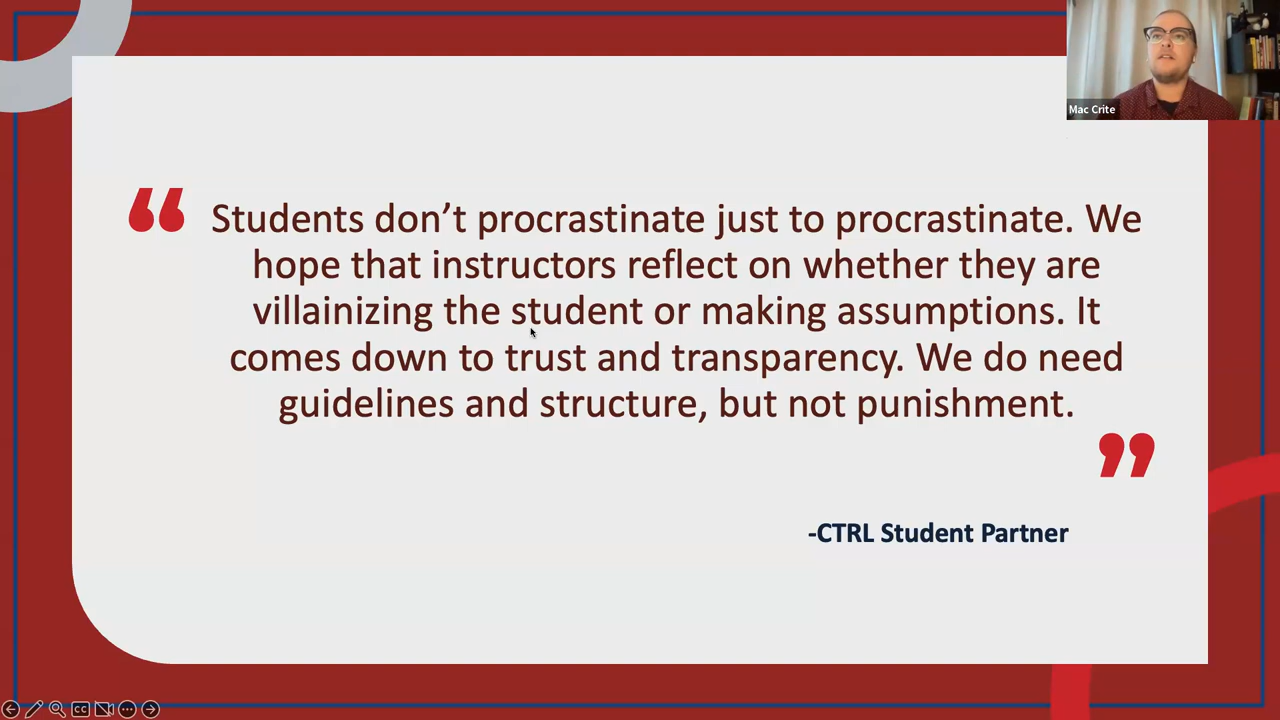 Mac Crite
“Students don’t procrastinate just to procrastinate. We
hope that instructors reflect on whether they are
villainizing the student or making assumptions. It
comes down to trust and transparency. We do need
guidelines and structure, but not punishment.
”
-CTRL Student Partner
CC